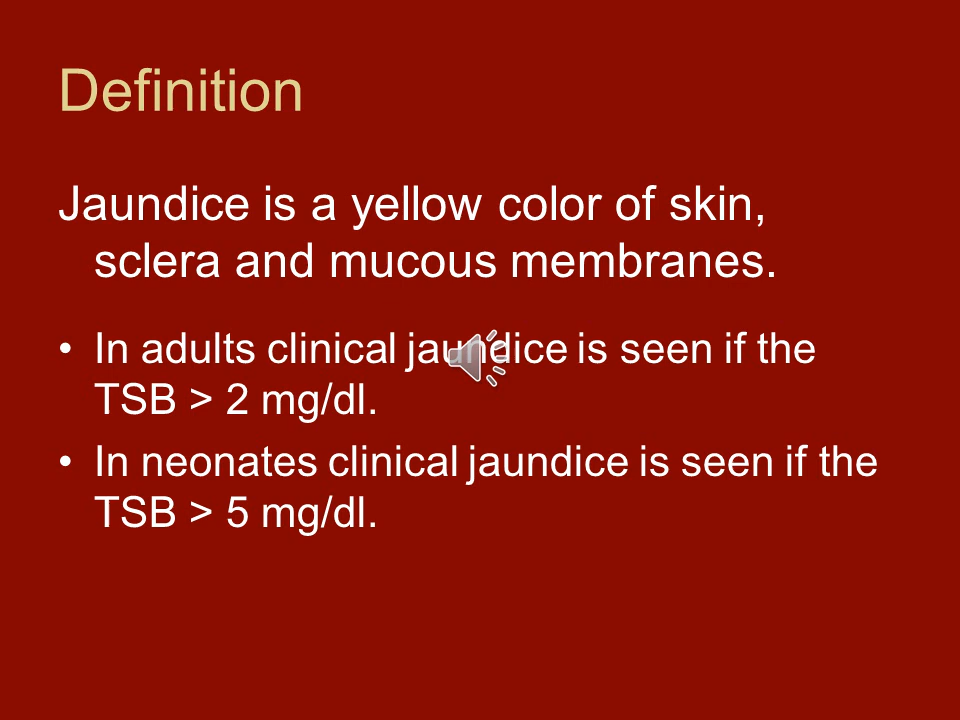 Definition
Jaundice is a yellow color of skin,
sclera and mucous membranes.
• In adults clinical jaundice is seen if the
TSB > 2 mg/dl.
• In neonates clinical jaundice is seen if the
TSB > 5 mg/dl.